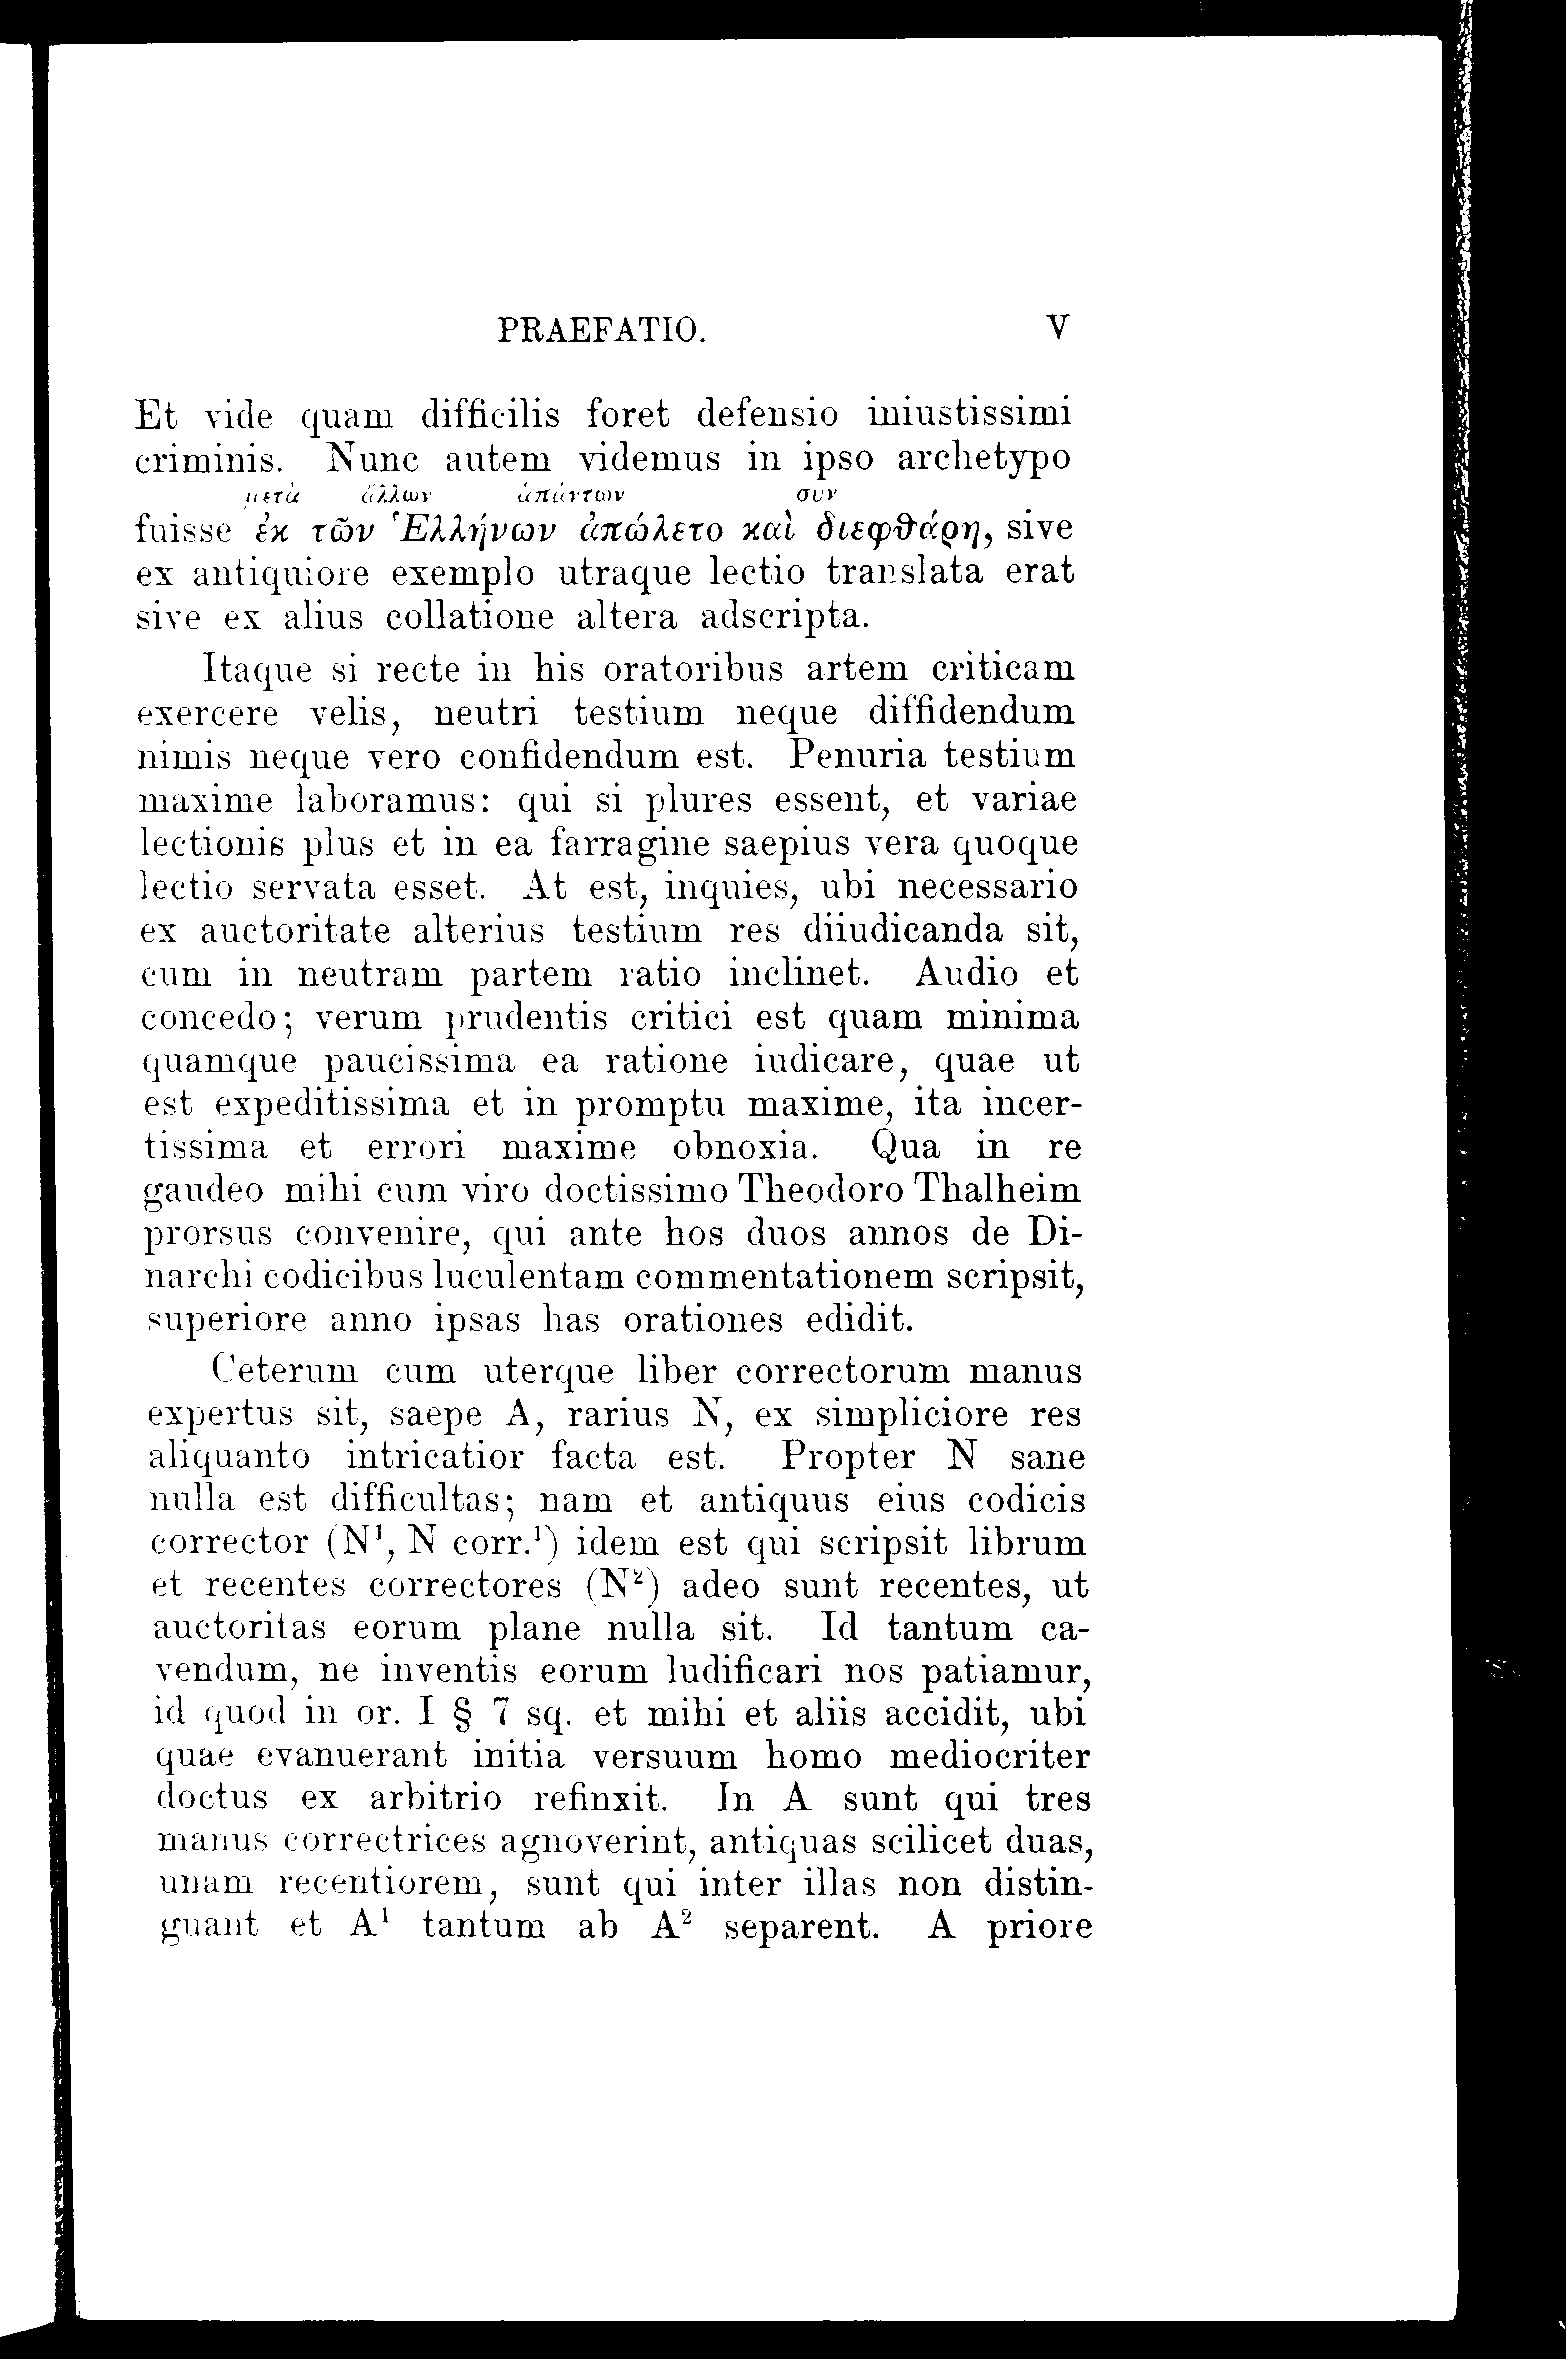 PRAEFATIO. V
Et vide quam difficilis foret defensio iniustissimi
criminis. Nunc autem videmus in ipso archetypo
μετὰ ἄλλων ἁπάντων συν
fuisse ἐκ τῶν Ἑλλήνων ἀπώλετο καὶ διεφθάρη, sive
ex antiquiore exemplo utraque lectio translata erat
sive ex alius collatione altera adscripta.
Itaque si recte in his oratoribus artem criticam
exercere velis, neutri testium neque diffidendum
nimis neque vero confidendum est. Penuria testium
maxime laboramus: qui si plures essent, et variae
lectionis plus et in ea farragine saepius vera quoque
lectio servata esset. At est, inquies, ubi necessario
ex auctoritate alterius testium res diiudicanda sit,
cum in neutram partem ratio inclinet. Audio et
concedo; verum prudentis critici est quam minima
quamque paucissima ea ratione iudicare, quae ut
est expeditissima et in promptu maxime, ita incer-
tissima et errori maxime obnoxia. Qua in re
gaudeo mihi cum viro doctissimo Theodoro Thalheim
prorsus convenire, qui ante hos duos annos de Di-
narchi codicibus luculentam commentationem scripsit,
superiore anno ipsas has orationes edidit.
Ceterum cum uterque liber correctorum manus
expertus sit, saepe A, rarius N, ex simpliciore res
aliquanto intricatior facta est. Propter N sane
nulla est difficultas; nam et antiquus eius codicis
corrector (N¹, N corr.¹) idem est qui scripsit librum
et recentes correctores (N²) adeo sunt recentes, ut
auctoritas eorum plane nulla sit. Id tantum ca-
vendum, ne inventis eorum ludificari nos patiamur,
id quod in or. I § 7 sq. et mihi et aliis accidit, ubi
quae evanuerant initia versuum homo mediocriter
doctus ex arbitrio refinxit. In A sunt qui tres
manus correctrices agnoverint, antiquas scilicet duas,
unam recentiorem, sunt qui inter illas non distin-
guant et A¹ tantum ab A² separent. A priore